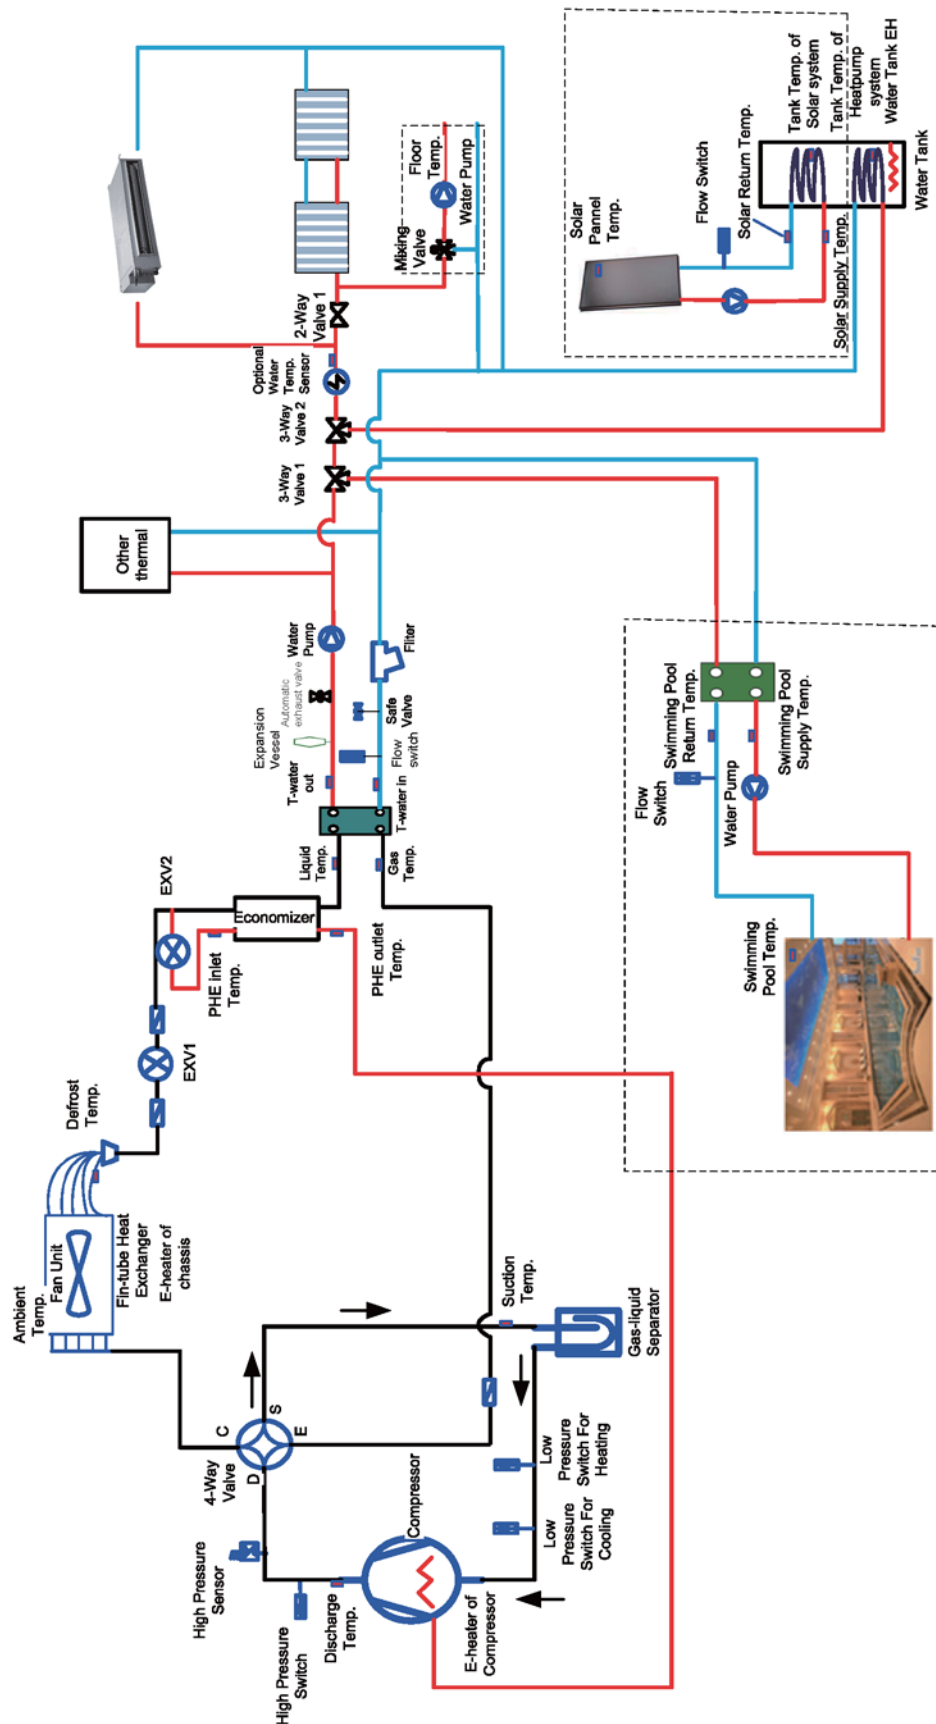 Other
thermal
Optional
Water
Temp.
Sensor
2-Way
Valve 1
3-Way
Valve 2
3-Way
Valve 1
Mixing
Valve
Floor
Temp.
Water Pump
Solar
Pannel
Temp.
Flow Switch
Solar Return Temp.
Solar Supply Temp.
Tank Temp. of
Solar system
Tank Temp. of
Heatpump
system
Water Tank EH
Water Tank
Water
Pump
Automatic
exhaust valve
Expansion
Vessel
T-water
out
Fliter
Safe
Valve
Flow
switch
T-water in
Liquid
Temp.
Gas
Temp.
EXV2
Economizer
PHE inlet
Temp.
PHE outlet
Temp.
EXV1
Defrost
Temp.
Ambient
Temp.
Fan Unit
Fin-tube Heat
Exchanger
E-heater of
chassis
Swimming Pool
Return Temp.
Swimming Pool
Supply Temp.
Flow
Switch
Water Pump
Swimming
Pool Temp.
Suction
Temp.
Gas-liquid
Separator
4-Way
Valve
C
S
D
E
Low
Pressure
Switch For
Heating
Low
Pressure
Switch For
Cooling
Compressor
E-heater of
Compressor
Discharge
Temp.
High Pressure
Sensor
High Pressure
Switch